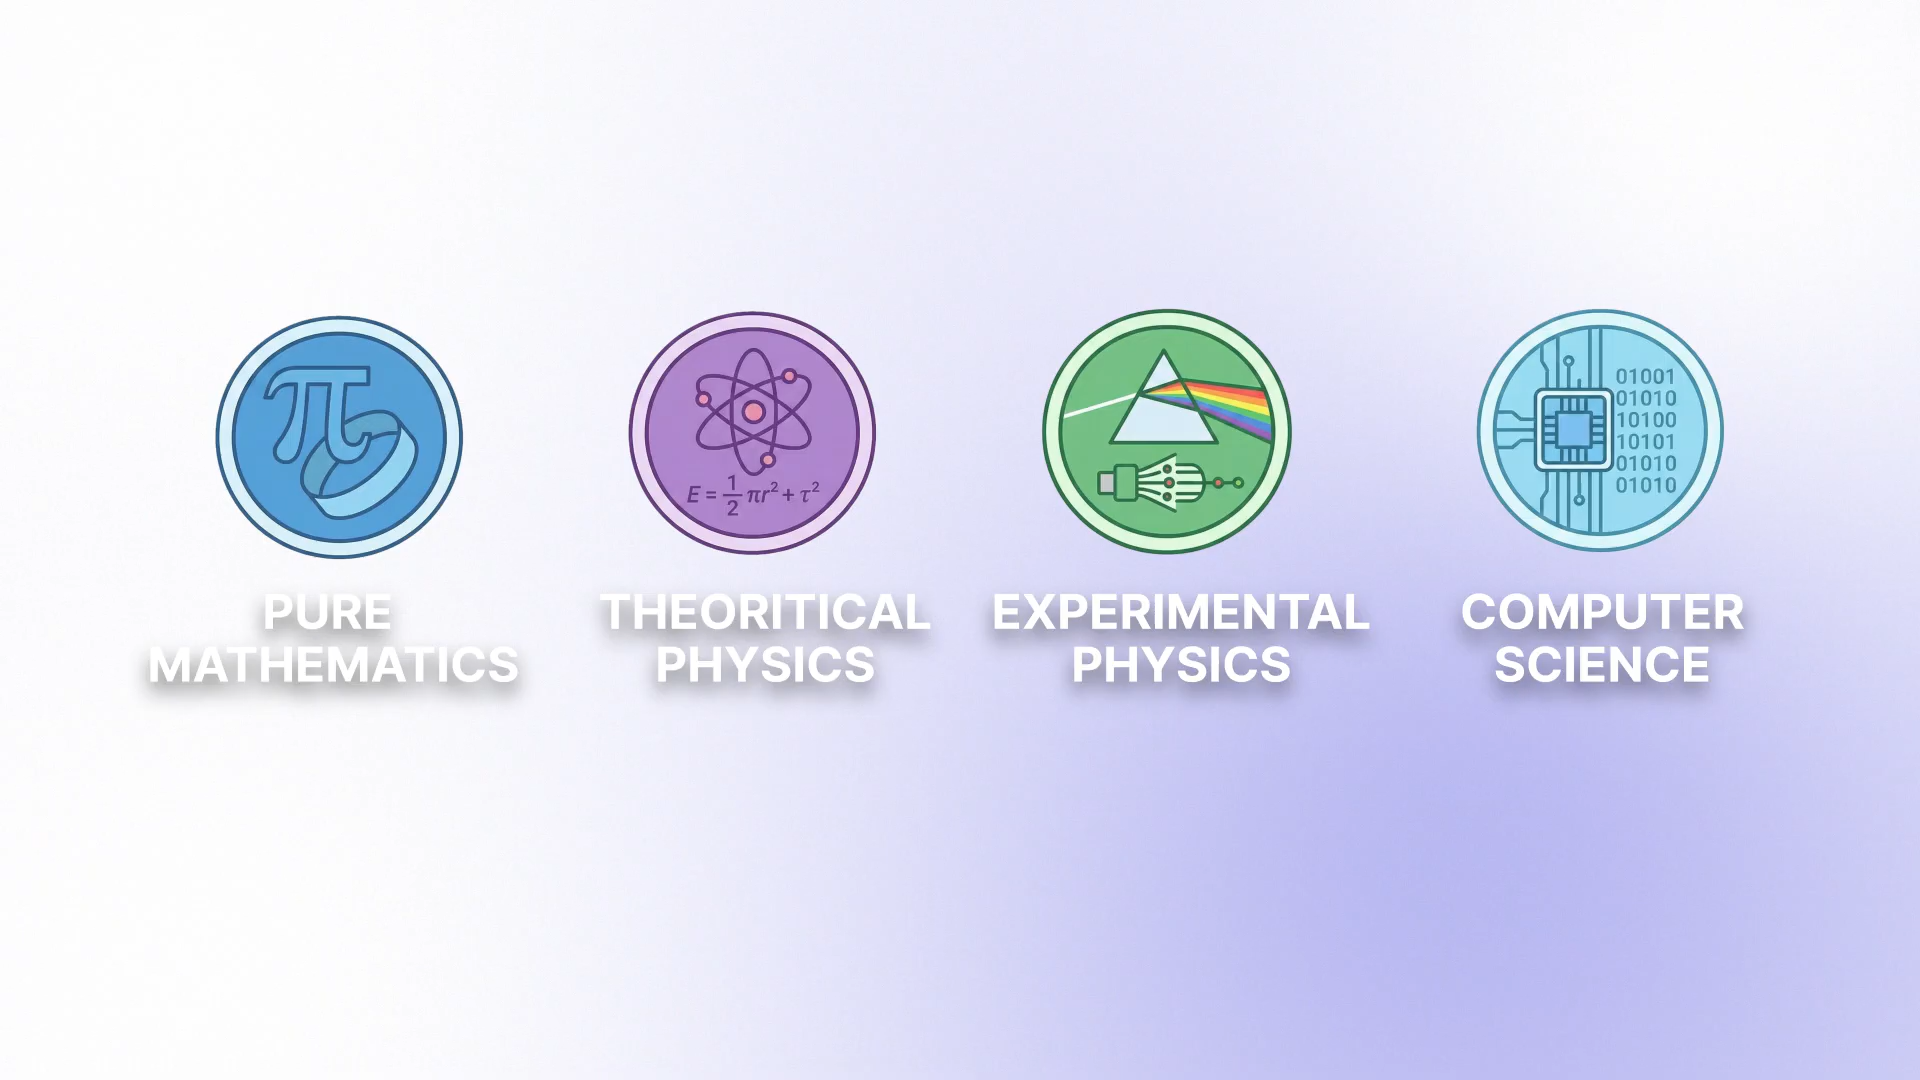 π
E = 1/2 πr² + τ²
01001
01010
10100
10101
01010
01010
PURE
MATHEMATICS
THEORITICAL
PHYSICS
EXPERIMENTAL
PHYSICS
COMPUTER
SCIENCE